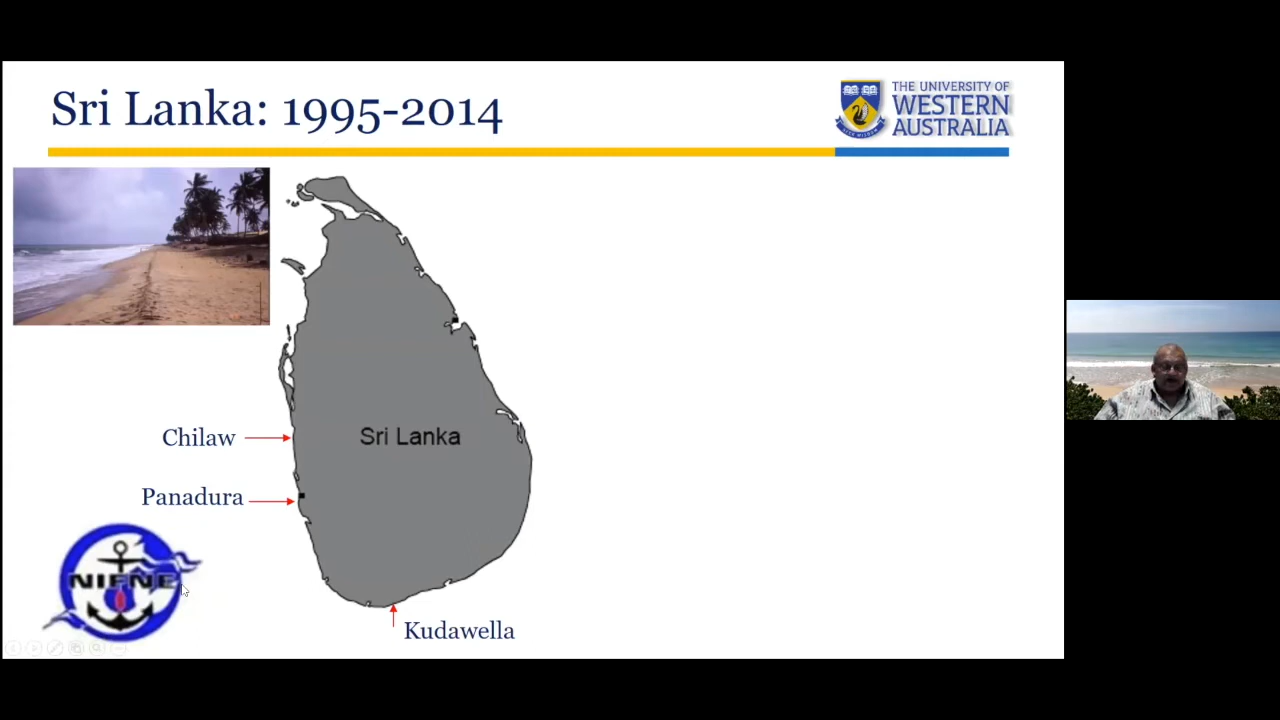 Sri Lanka: 1995-2014
THE UNIVERSITY OF
WESTERN
AUSTRALIA
Chilaw
Sri Lanka
Panadura
NIFNE
Kudawella